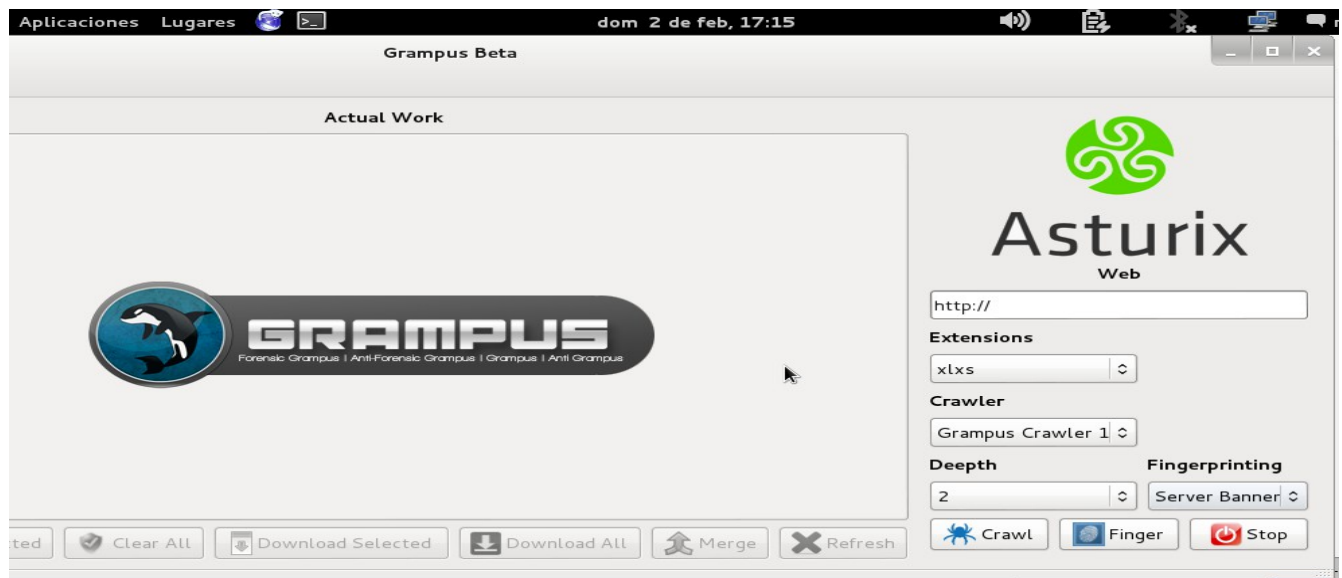 Aplicaciones Lugares dom 2 de feb, 17:15
Grampus Beta
Actual Work
GRAMPUS
Forensic Grampus | Anti-Forensic Grampus | Grampus | Anti Grampus
Asturix
Web
http://
Extensions
xlxs
Crawler
Grampus Crawler 1
Deepth Fingerprinting
2 Server Banner
Crawl Finger Stop
Clear All Download Selected Download All Merge Refresh